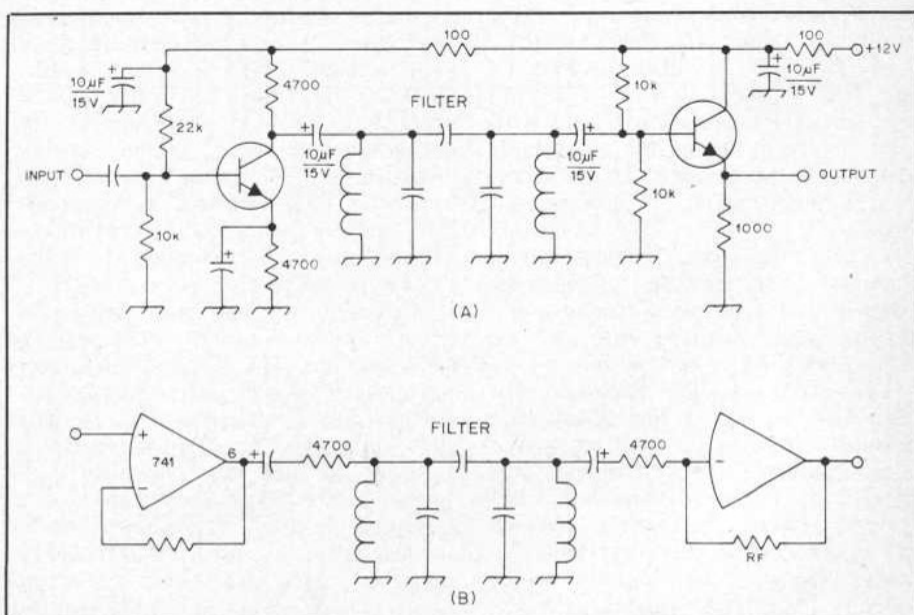 100
100
+12V
10µF
15V
4700
10k
10µF
15V
FILTER
22k
10µF
15V
10µF
15V
INPUT
OUTPUT
10k
10k
4700
1000
(A)
FILTER
4700
4700
+
741
6
−
−
RF
(B)